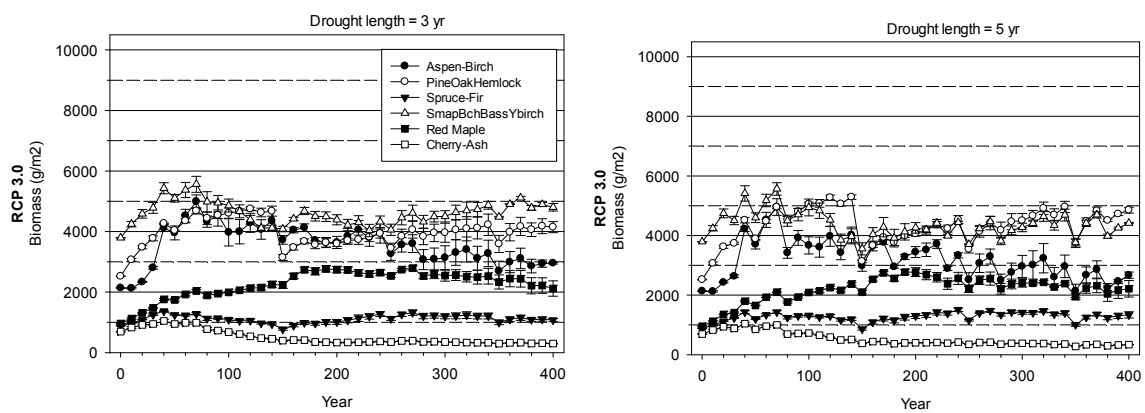 Drought length = 3 yr
RCP 3.0
Biomass (g/m2)
10000
8000
6000
4000
2000
0
Aspen-Birch
PineOakHemlock
Spruce-Fir
SmapBchBassYbirch
Red Maple
Cherry-Ash
0 100 200 300 400
Year
Drought length = 5 yr
RCP 3.0
Biomass (g/m2)
10000
8000
6000
4000
2000
0
0 100 200 300 400
Year